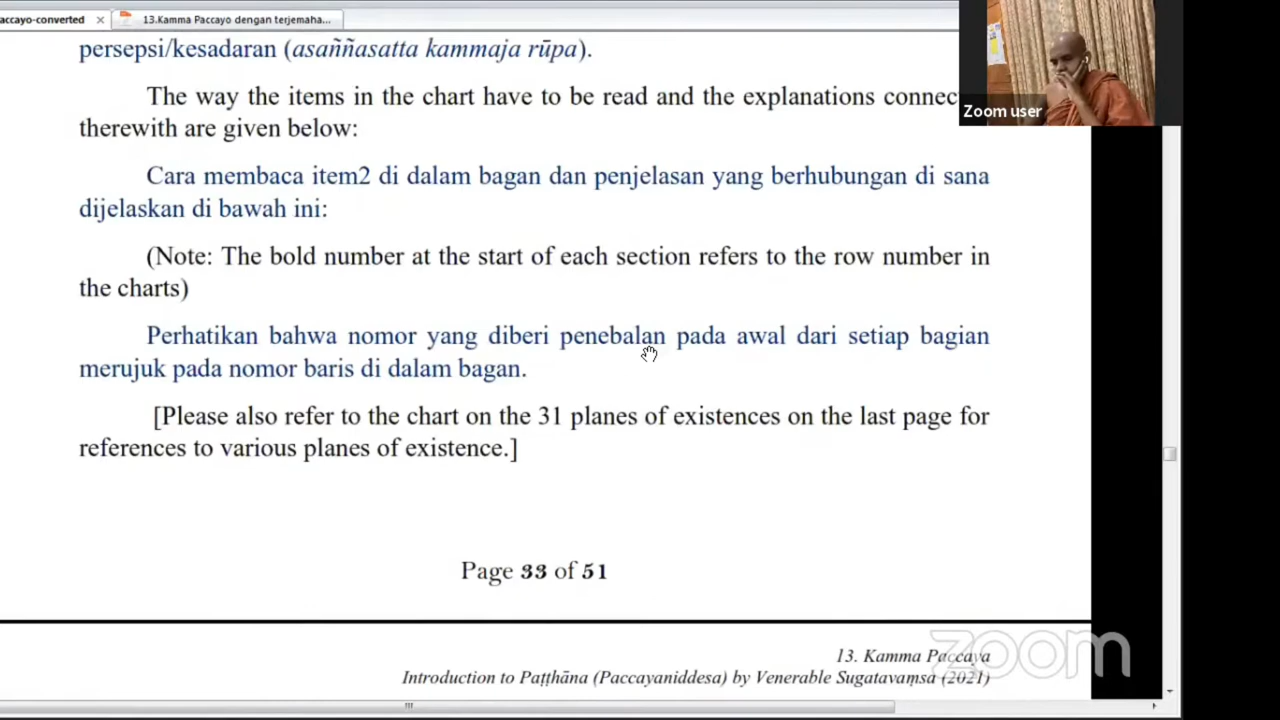 accayo-converted
13.Kamma Paccayo dengan terjemaha...
persepsi/kesadaran (asaññasatta kammaja rūpa).
The way the items in the chart have to be read and the explanations connec
therewith are given below:
Zoom user
Cara membaca item2 di dalam bagan dan penjelasan yang berhubungan di sana
dijelaskan di bawah ini:
(Note: The bold number at the start of each section refers to the row number in
the charts)
Perhatikan bahwa nomor yang diberi penebalan pada awal dari setiap bagian
merujuk pada nomor baris di dalam bagan.
[Please also refer to the chart on the 31 planes of existences on the last page for
references to various planes of existence.]
Page 33 of 51
zoom
13. Kamma Paccaya
Introduction to Paṭṭhāna (Paccayaniddesa) by Venerable Sugatavaṃsa (2021)